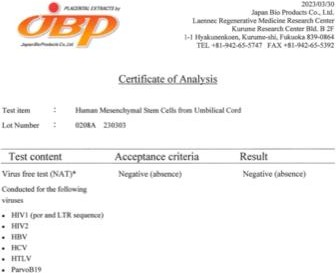 PLACENTAL EXTRACTS by
JBP
Japan Bio Products Co., Ltd.
2023/03/30
Japan Bio Products Co., Ltd.
Laennec Regenerative Medicine Research Center
Kurume Research Center Bld. B 2F
1-1 Hyakunenkoen, Kurume-shi, Fukuoka 839-0864
TEL +81-942-65-5747 FAX +81-942-65-5392
Certificate of Analysis
Test item : Human Mesenchymal Stem Cells from Umbilical Cord
Lot Number : 0208A 230303
Test content Acceptance criteria Result
Virus free test (NAT)* Negative (absence) Negative (absence)
Conducted for the following
viruses
• HIV1 (por and LTR sequence)
• HIV2
• HBV
• HCV
• HTLV
• ParvoB19